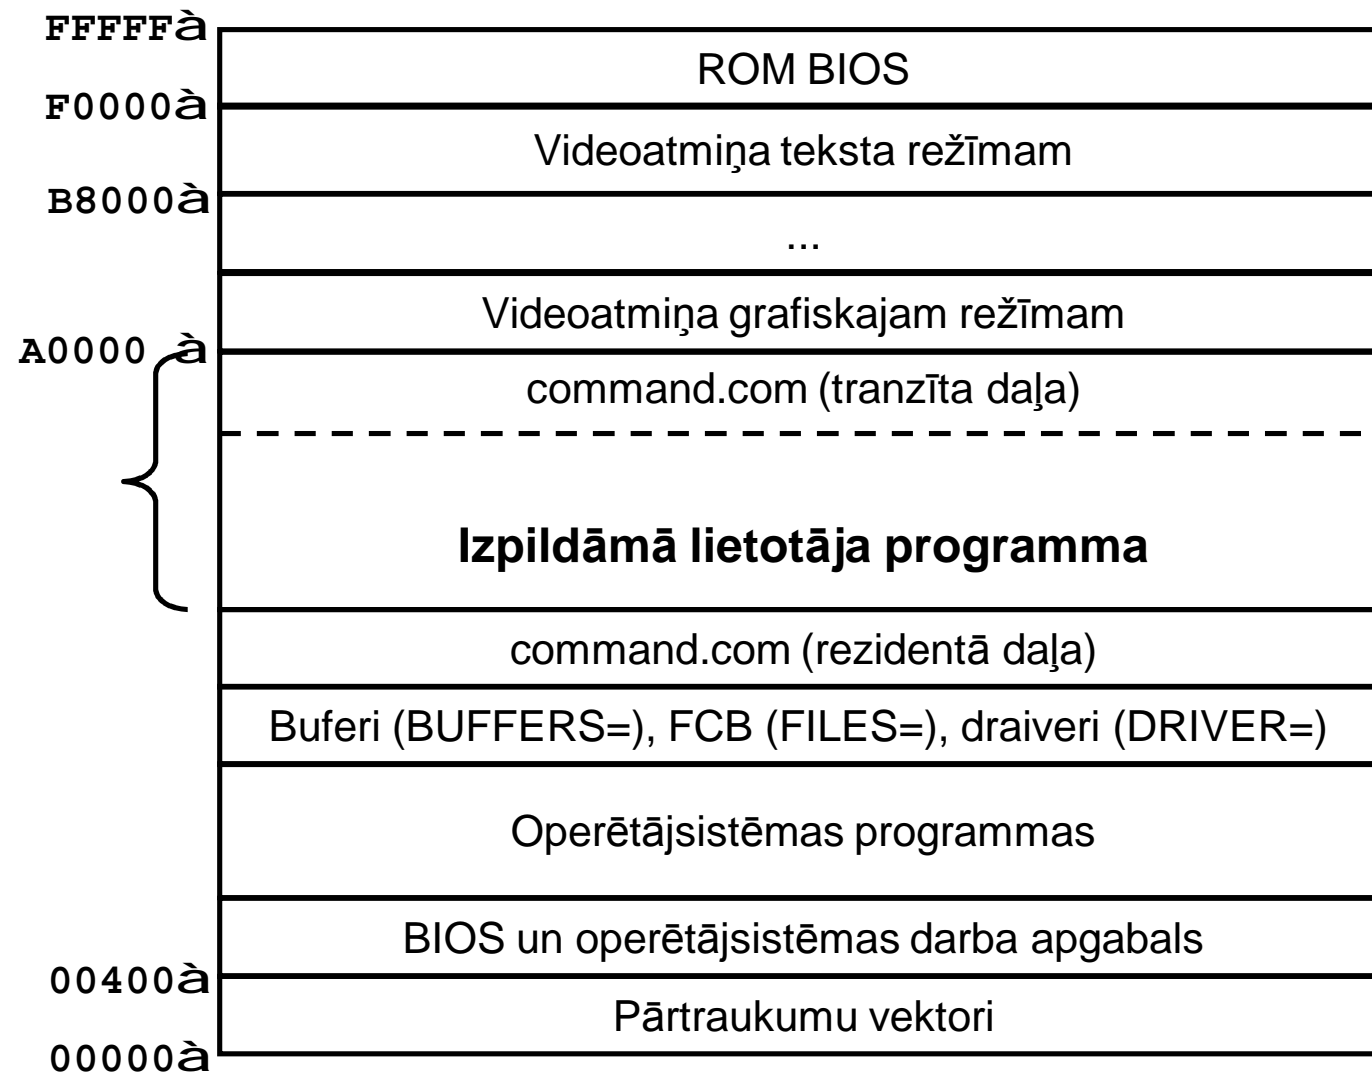 FFFFFà
ROM BIOS
F0000à
Videoatmiņa teksta režīmam
B8000à
...
Videoatmiņa grafiskajam režīmam
A0000 à
command.com (tranzīta daļa)
Izpildāmā lietotāja programma
command.com (rezidentā daļa)
Buferi (BUFFERS=), FCB (FILES=), draiveri (DRIVER=)
Operētājsistēmas programmas
BIOS un operētājsistēmas darba apgabals
00400à
Pārtraukumu vektori
00000à